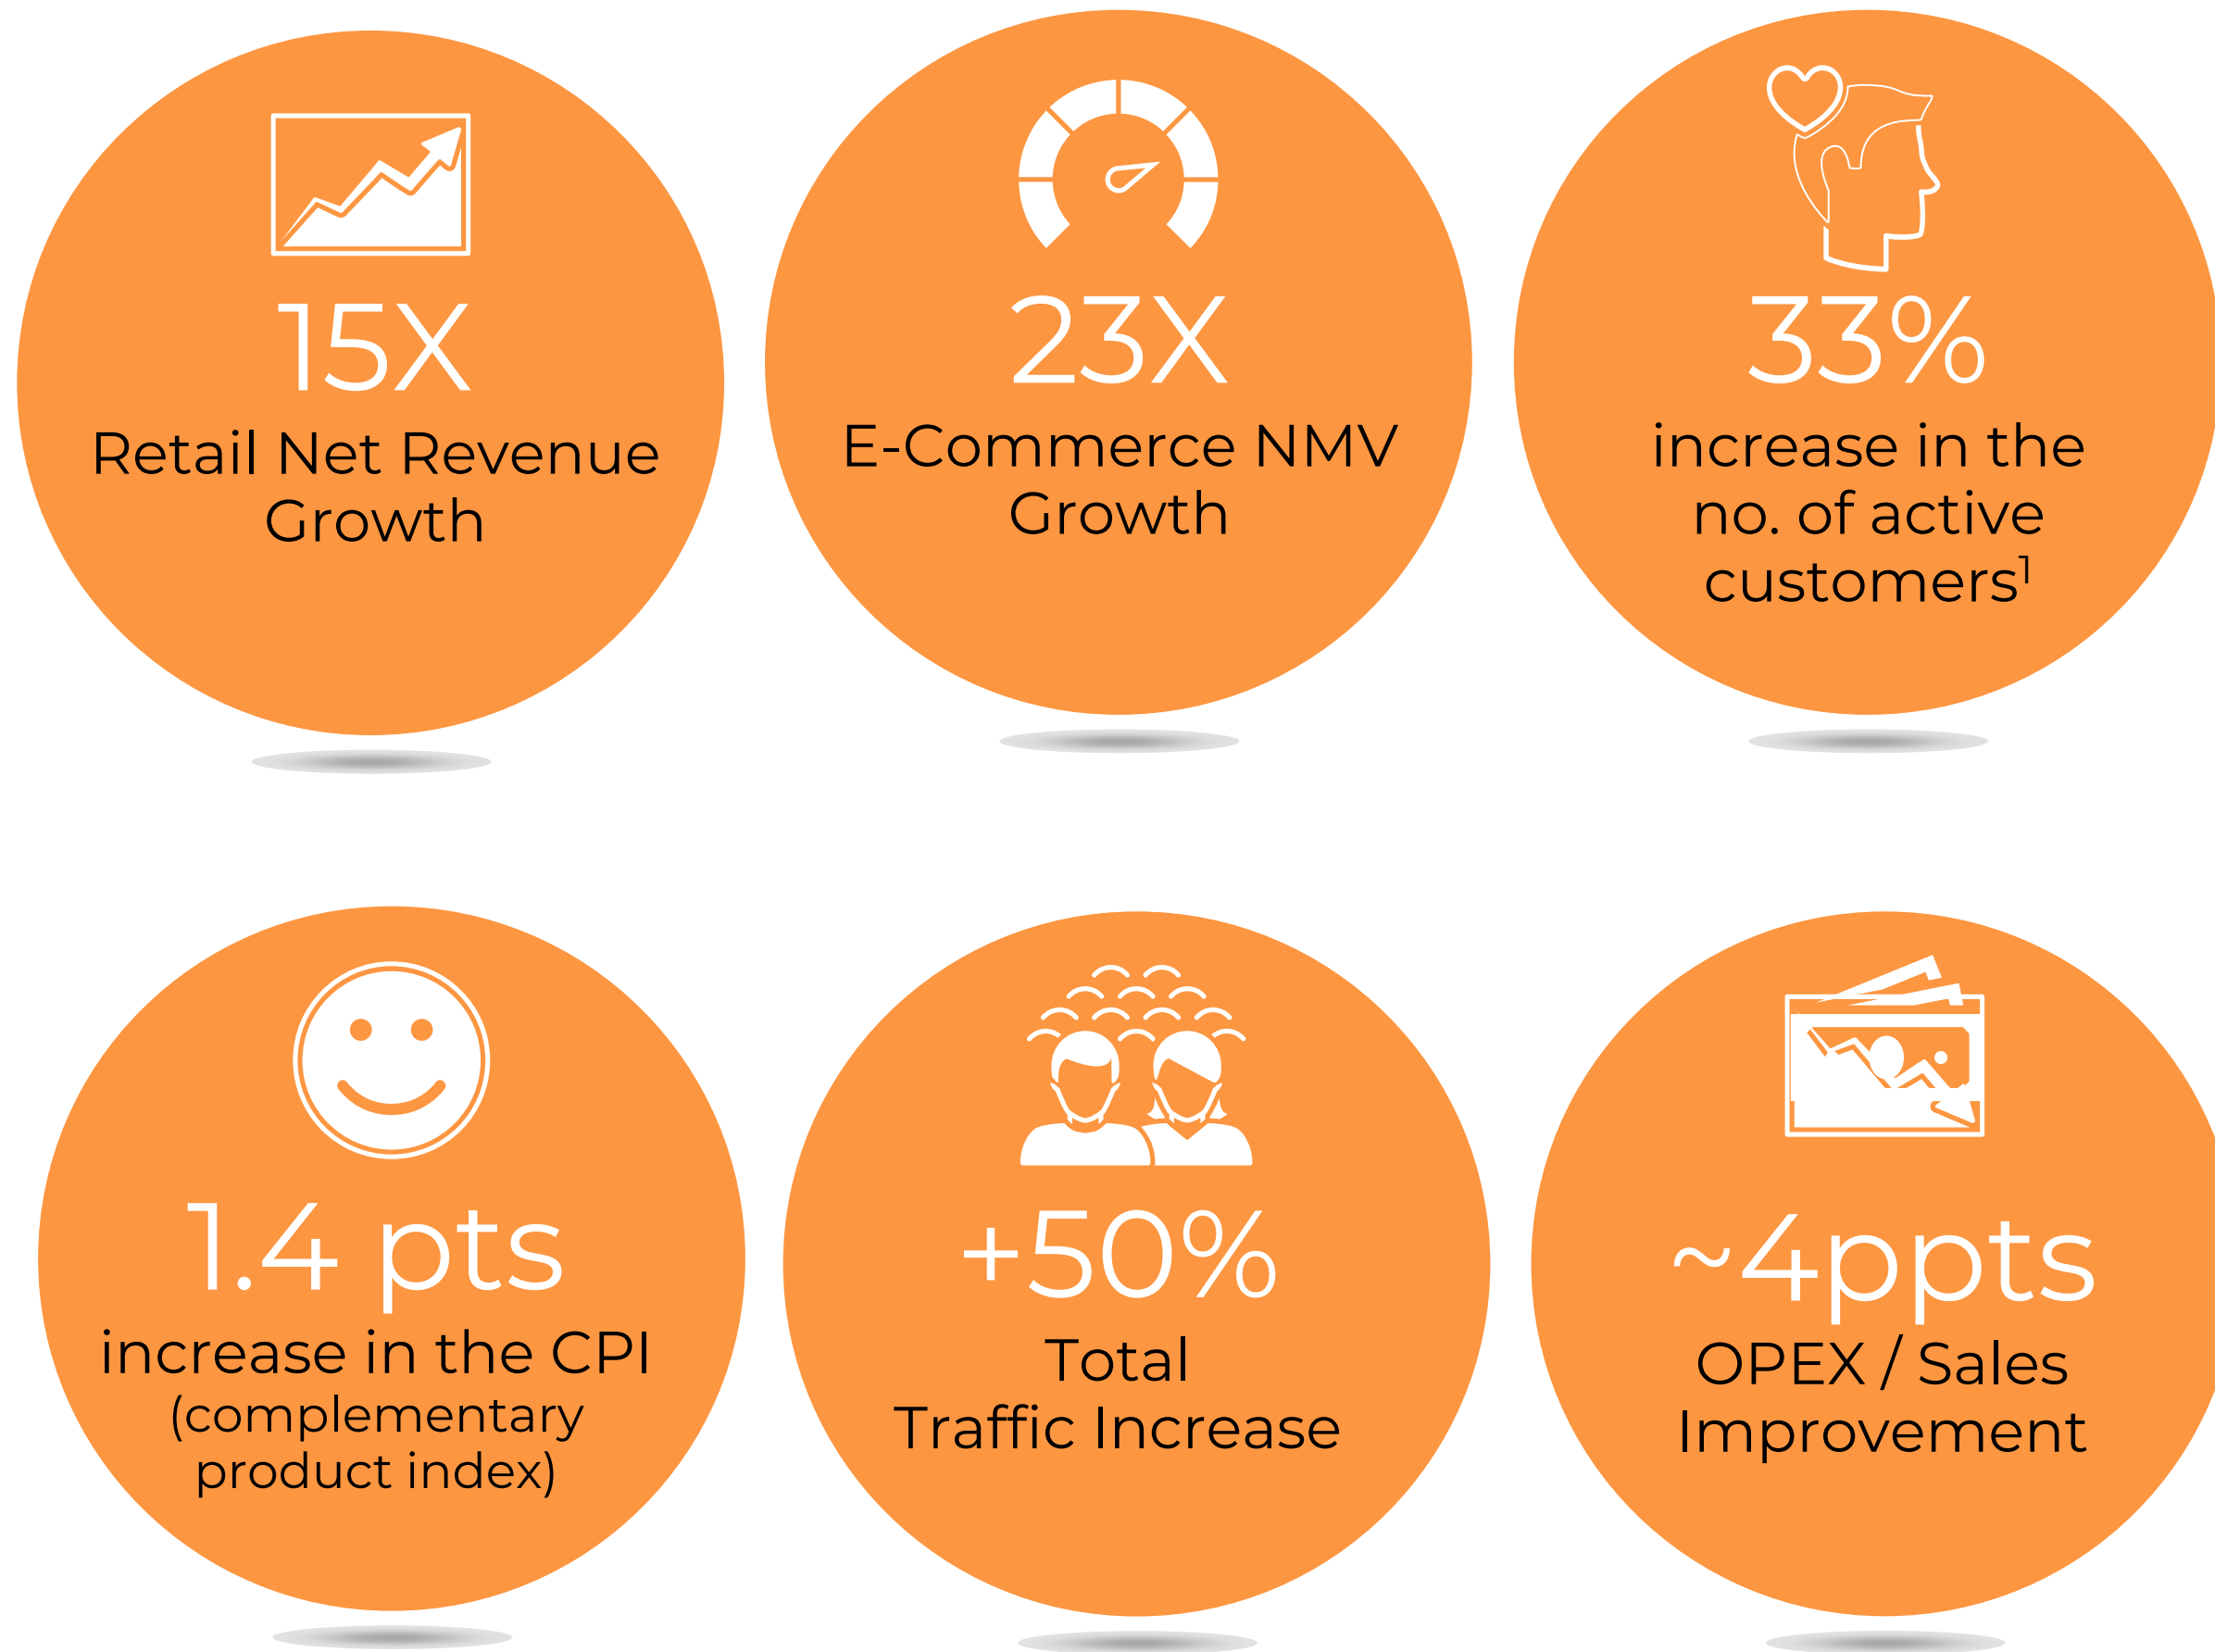 15X
Retail Net Revenue
Growth
23X
E-Commerce NMV
Growth
33%
increase in the
no. of active
customers¹
1.4 pts
increase in the CPI
(complementary
product index)
+50%
Total
Traffic Increase
~4ppts
OPEX / Sales
Improvement